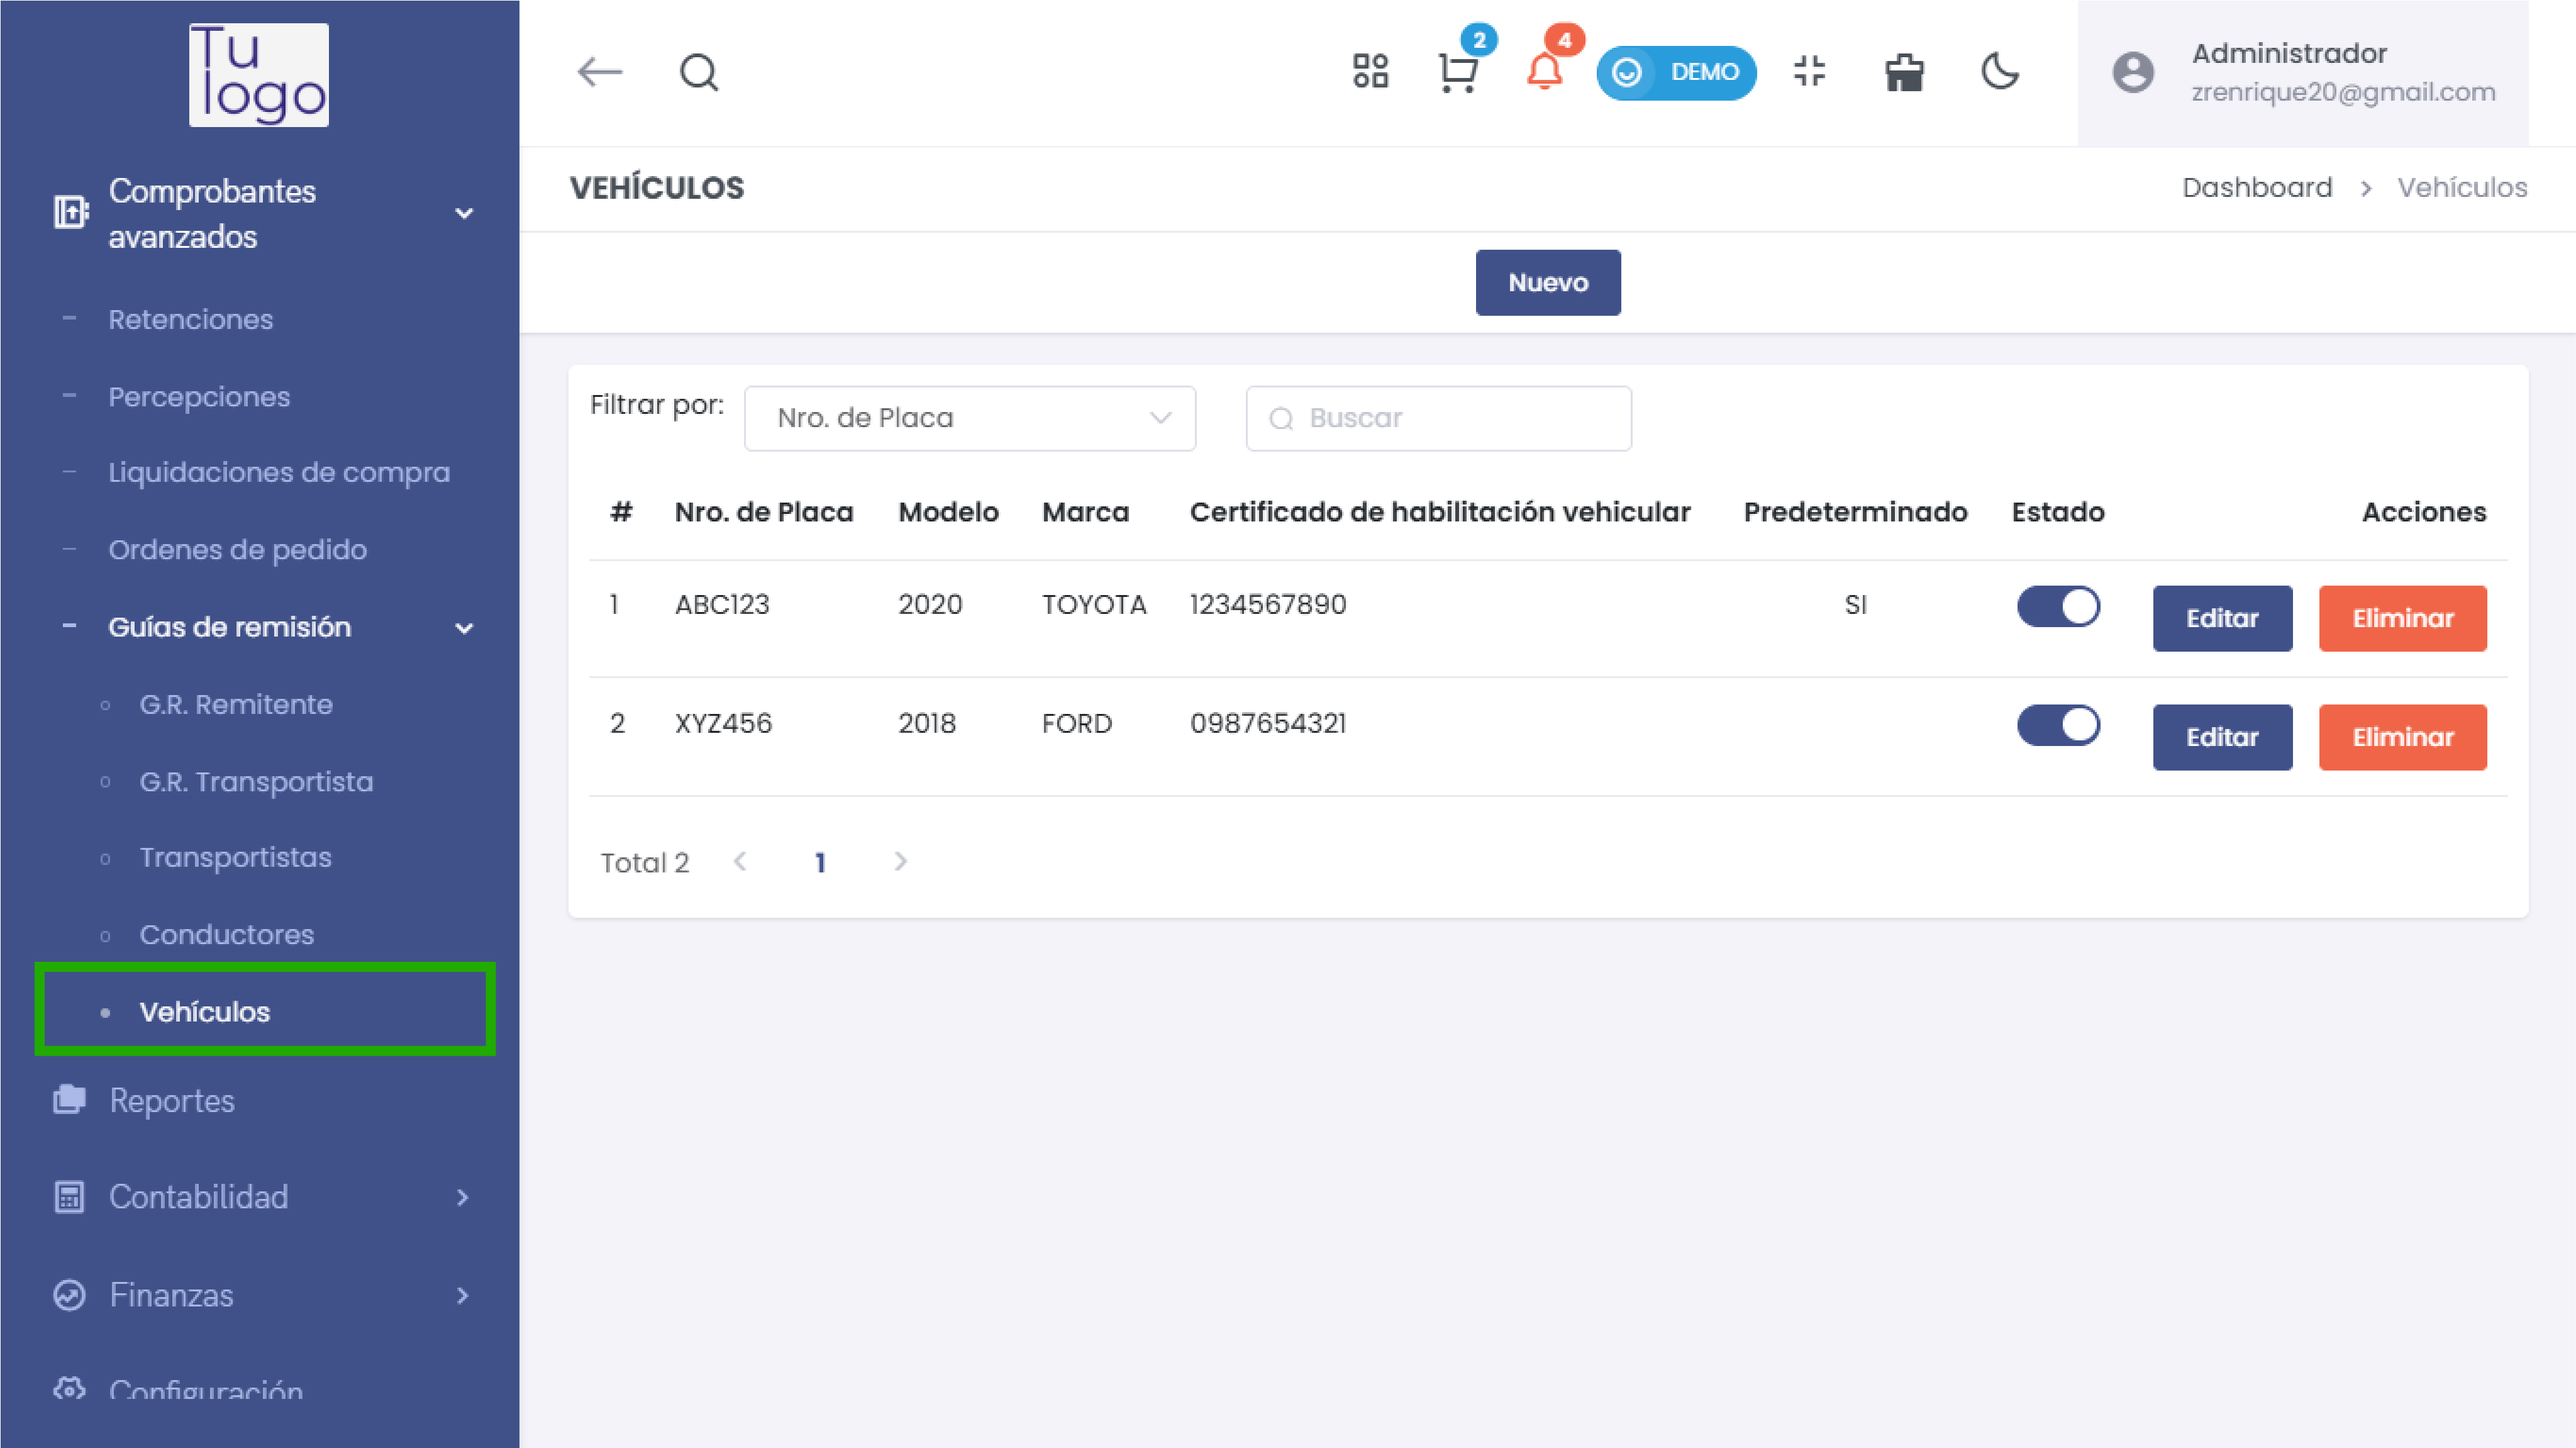 Tu
logo
Comprobantes
avanzados
Retenciones
Percepciones
Liquidaciones de compra
Ordenes de pedido
Guías de remisión
G.R. Remitente
G.R. Transportista
Transportistas
Conductores
Vehículos
Reportes
Contabilidad
Finanzas
Configuración
2
4
DEMO
Administrador
zrenrique20@gmail.com
VEHÍCULOS
Dashboard > Vehículos
Nuevo
Filtrar por: Nro. de Placa Buscar
# Nro. de Placa Modelo Marca Certificado de habilitación vehicular Predeterminado Estado Acciones
1 ABC123 2020 TOYOTA 1234567890 SI Editar Eliminar
2 XYZ456 2018 FORD 0987654321 Editar Eliminar
Total 2 < 1 >